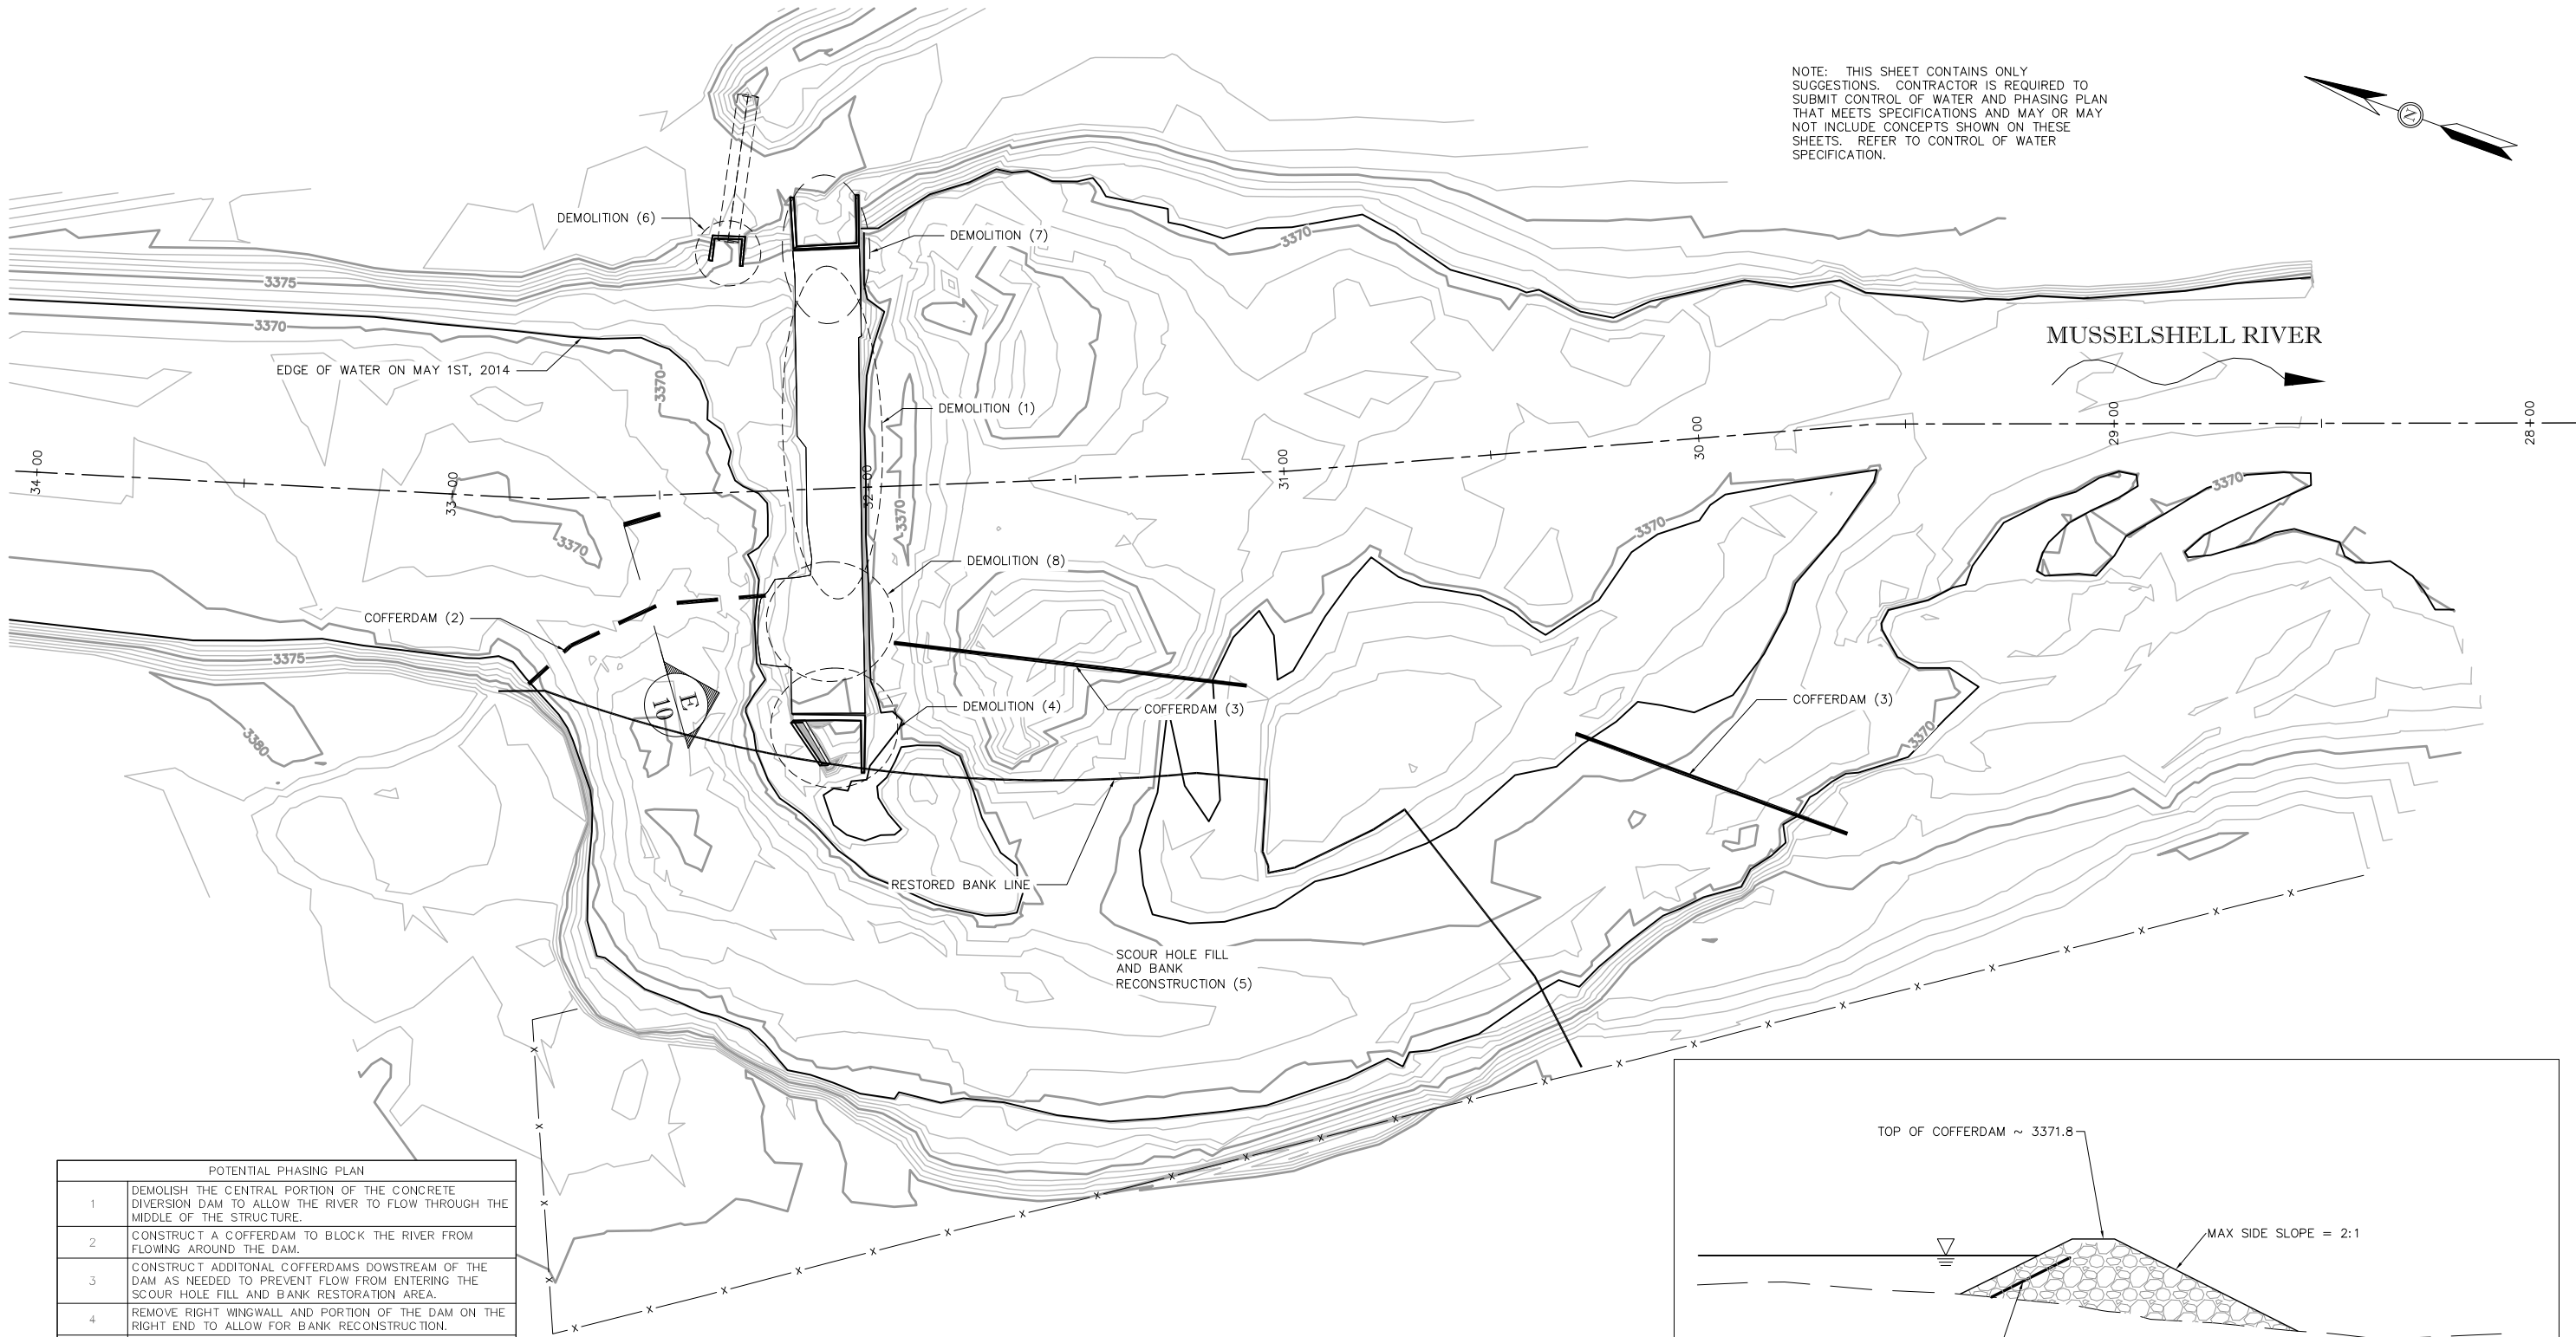 NOTE: THIS SHEET CONTAINS ONLY
SUGGESTIONS. CONTRACTOR IS REQUIRED TO
SUBMIT CONTROL OF WATER AND PHASING PLAN
THAT MEETS SPECIFICATIONS AND MAY OR MAY
NOT INCLUDE CONCEPTS SHOWN ON THESE
SHEETS. REFER TO CONTROL OF WATER
SPECIFICATION.
N
DEMOLITION (6)
DEMOLITION (7)
3370
3375
3370
MUSSELSHELL RIVER
EDGE OF WATER ON MAY 1ST, 2014
3370
DEMOLITION (1)
34+00
33+00
32+00
31+00
30+00
29+00
28+00
3370
3370
3370
3370
DEMOLITION (8)
COFFERDAM (2)
3375
E
10
DEMOLITION (4)
COFFERDAM (3)
COFFERDAM (3)
3380
3370
RESTORED BANK LINE
SCOUR HOLE FILL
AND BANK
RECONSTRUCTION (5)
TOP OF COFFERDAM ~ 3371.8
MAX SIDE SLOPE = 2:1
POTENTIAL PHASING PLAN
1
DEMOLISH THE CENTRAL PORTION OF THE CONCRETE
DIVERSION DAM TO ALLOW THE RIVER TO FLOW THROUGH THE
MIDDLE OF THE STRUCTURE.
2
CONSTRUCT A COFFERDAM TO BLOCK THE RIVER FROM
FLOWING AROUND THE DAM.
3
CONSTRUCT ADDITONAL COFFERDAMS DOWSTREAM OF THE
DAM AS NEEDED TO PREVENT FLOW FROM ENTERING THE
SCOUR HOLE FILL AND BANK RESTORATION AREA.
4
REMOVE RIGHT WINGWALL AND PORTION OF THE DAM ON THE
RIGHT END TO ALLOW FOR BANK RECONSTRUCTION.